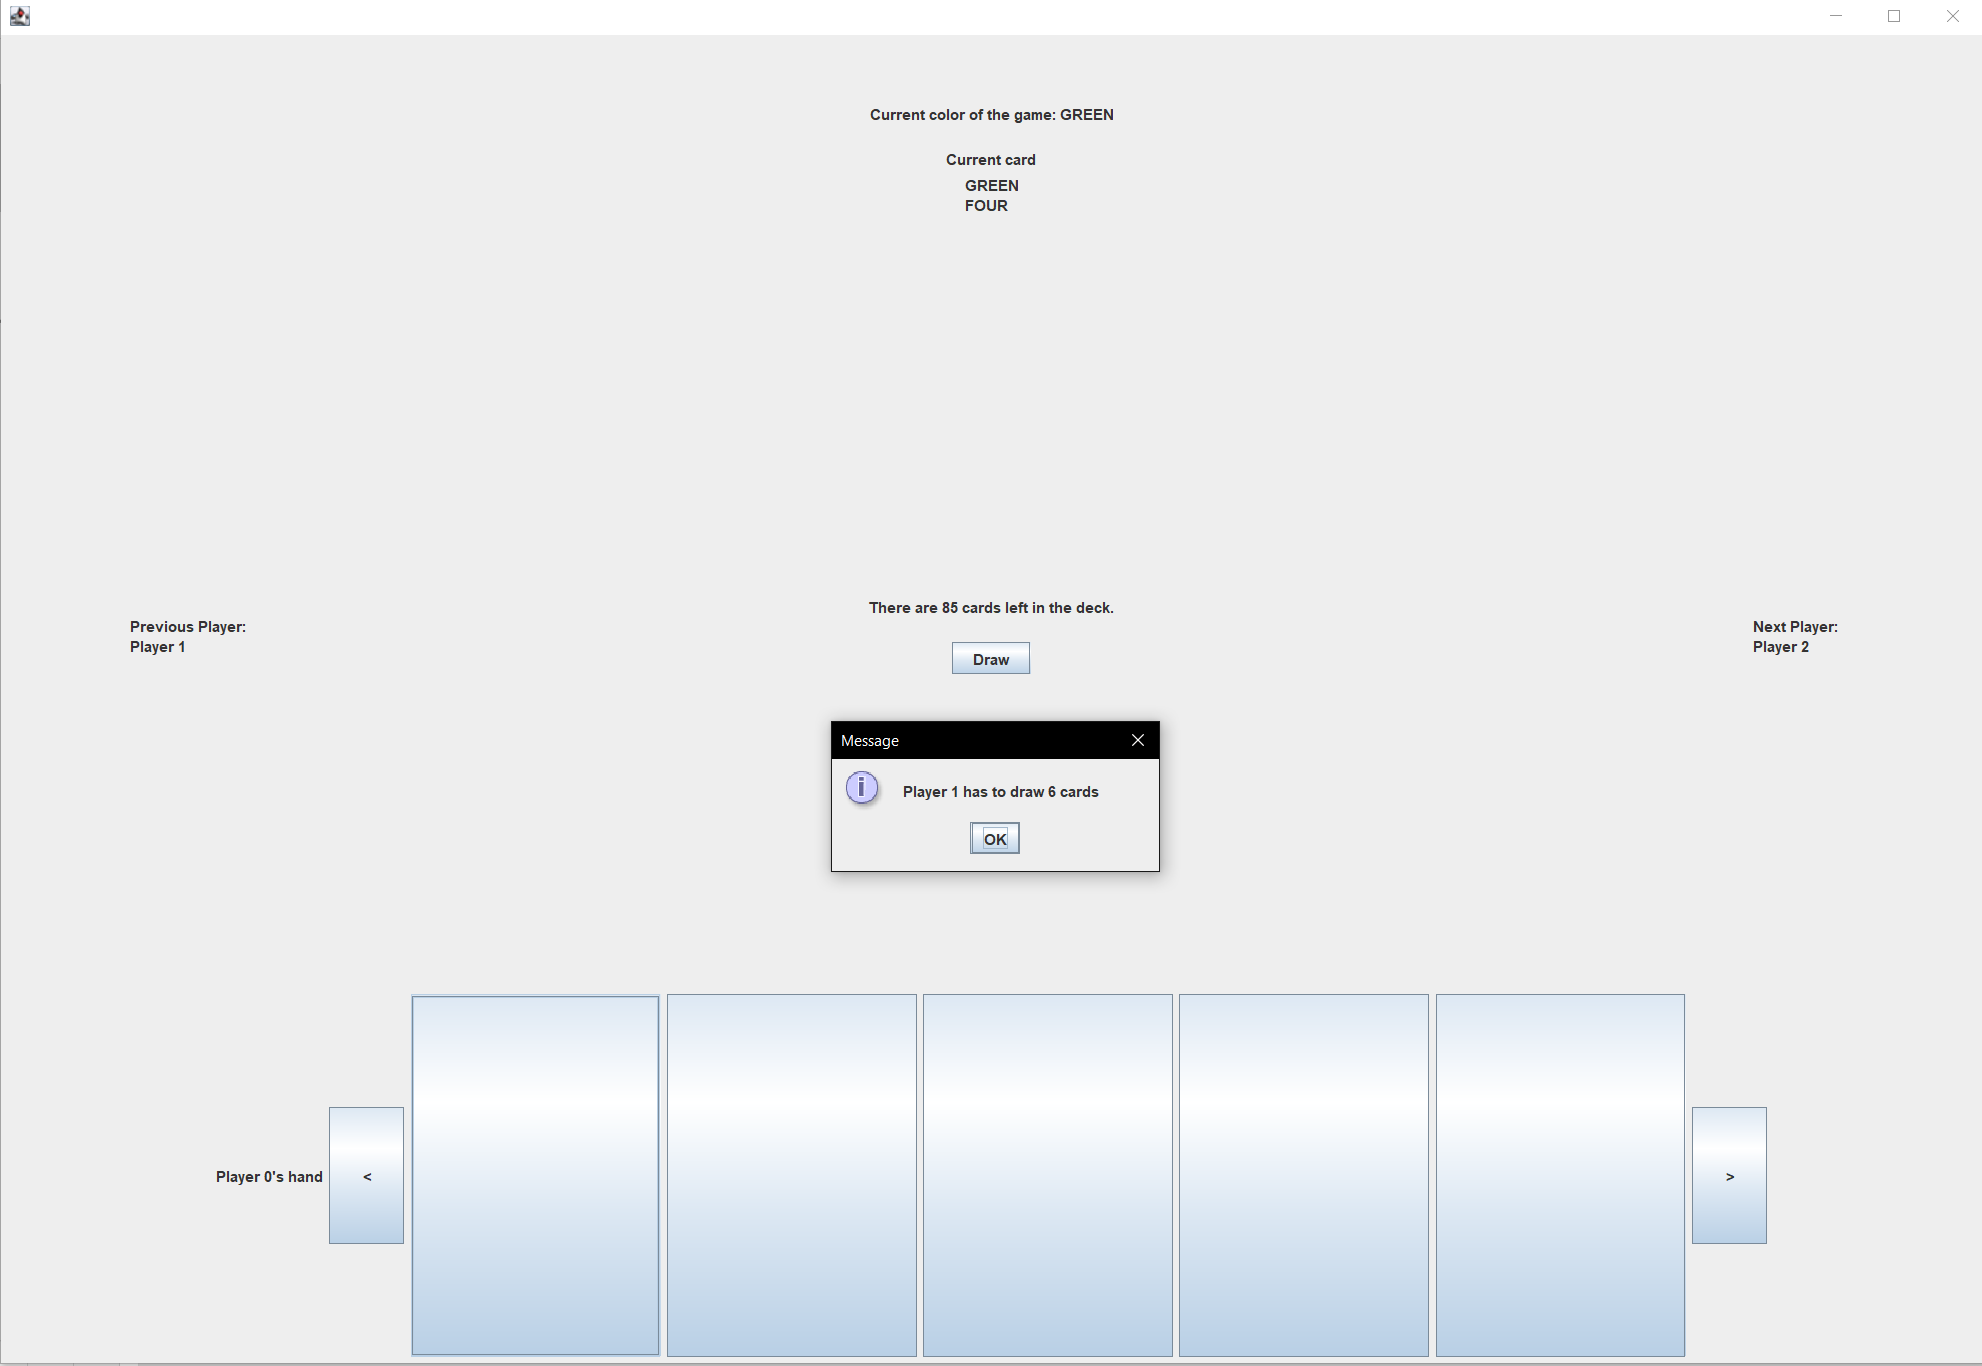 Current color of the game: GREEN
Current card
GREEN
FOUR
There are 85 cards left in the deck.
Previous Player:
Player 1
Next Player:
Player 2
Draw
Message
Player 1 has to draw 6 cards
OK
Player 0's hand
<
>